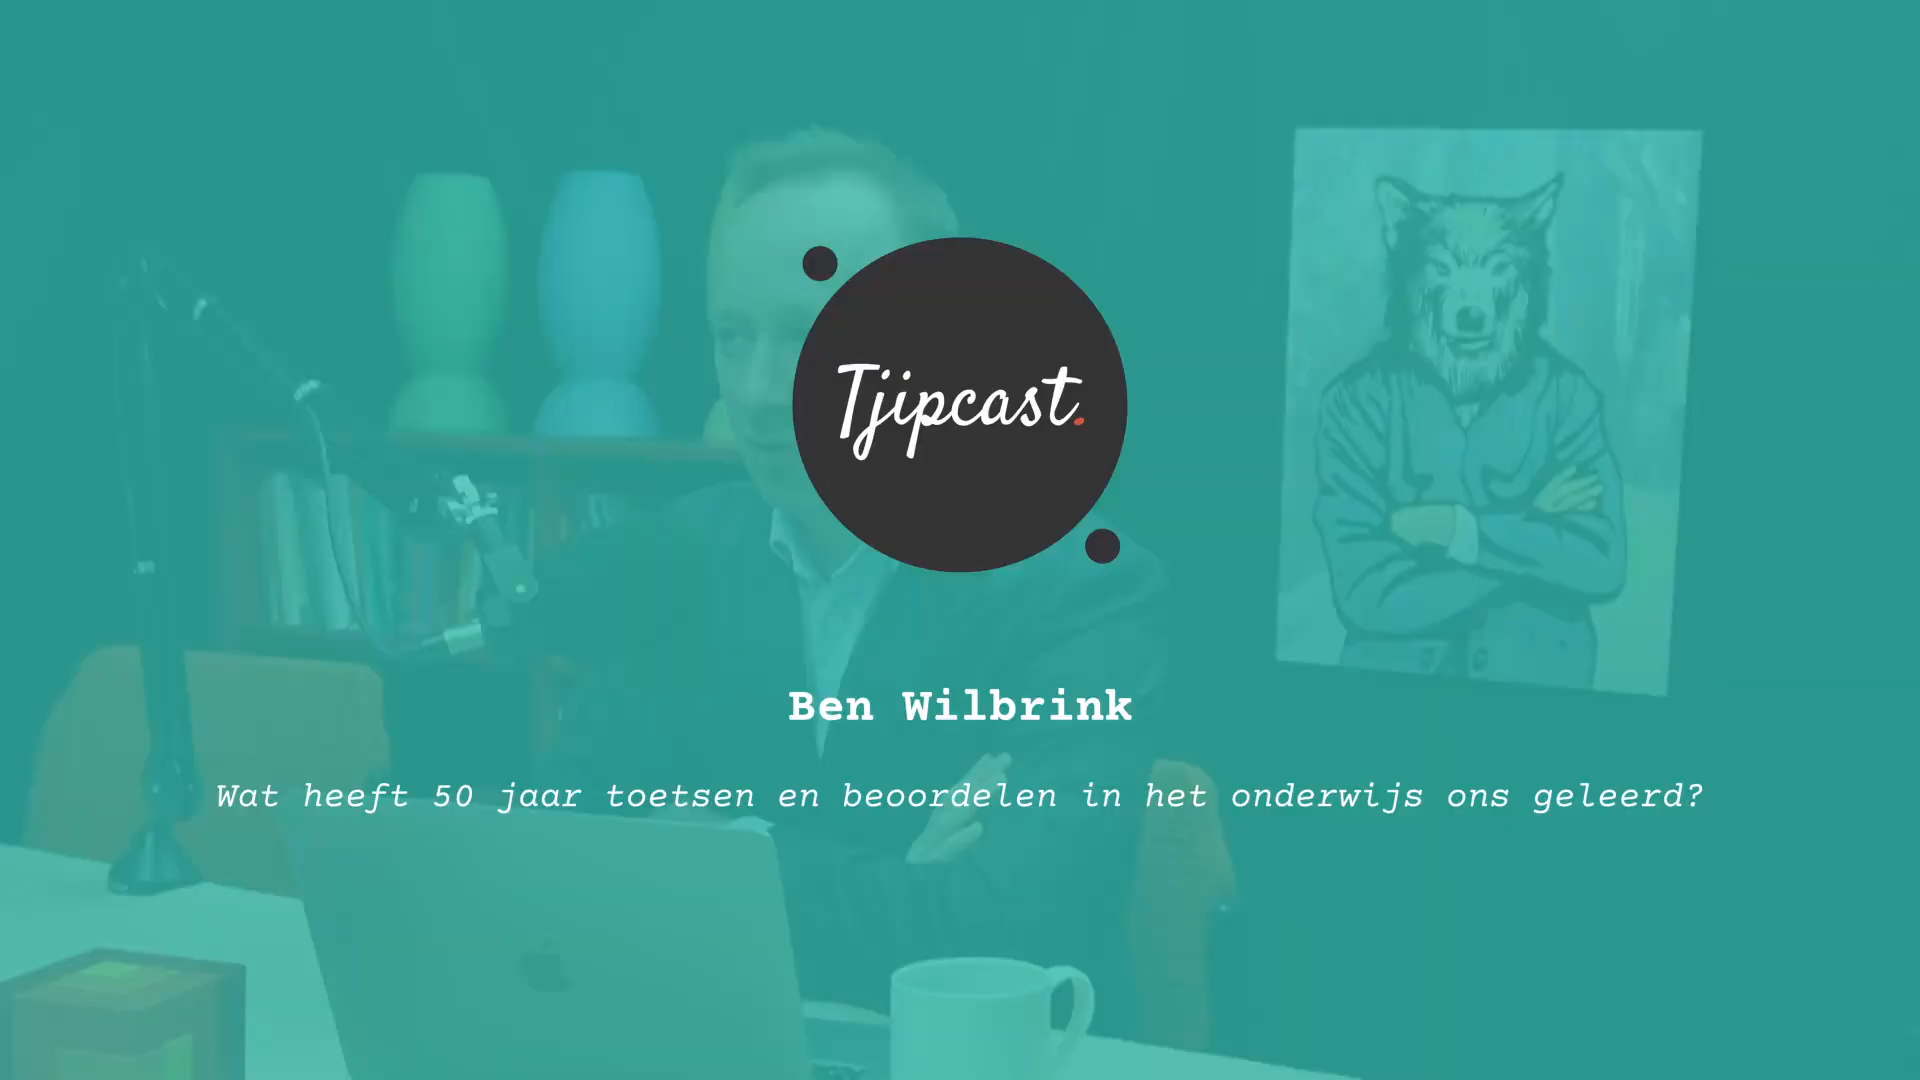 Tjipcast.
Ben Wilbrink
Wat heeft 50 jaar toetsen en beoordelen in het onderwijs ons geleerd?